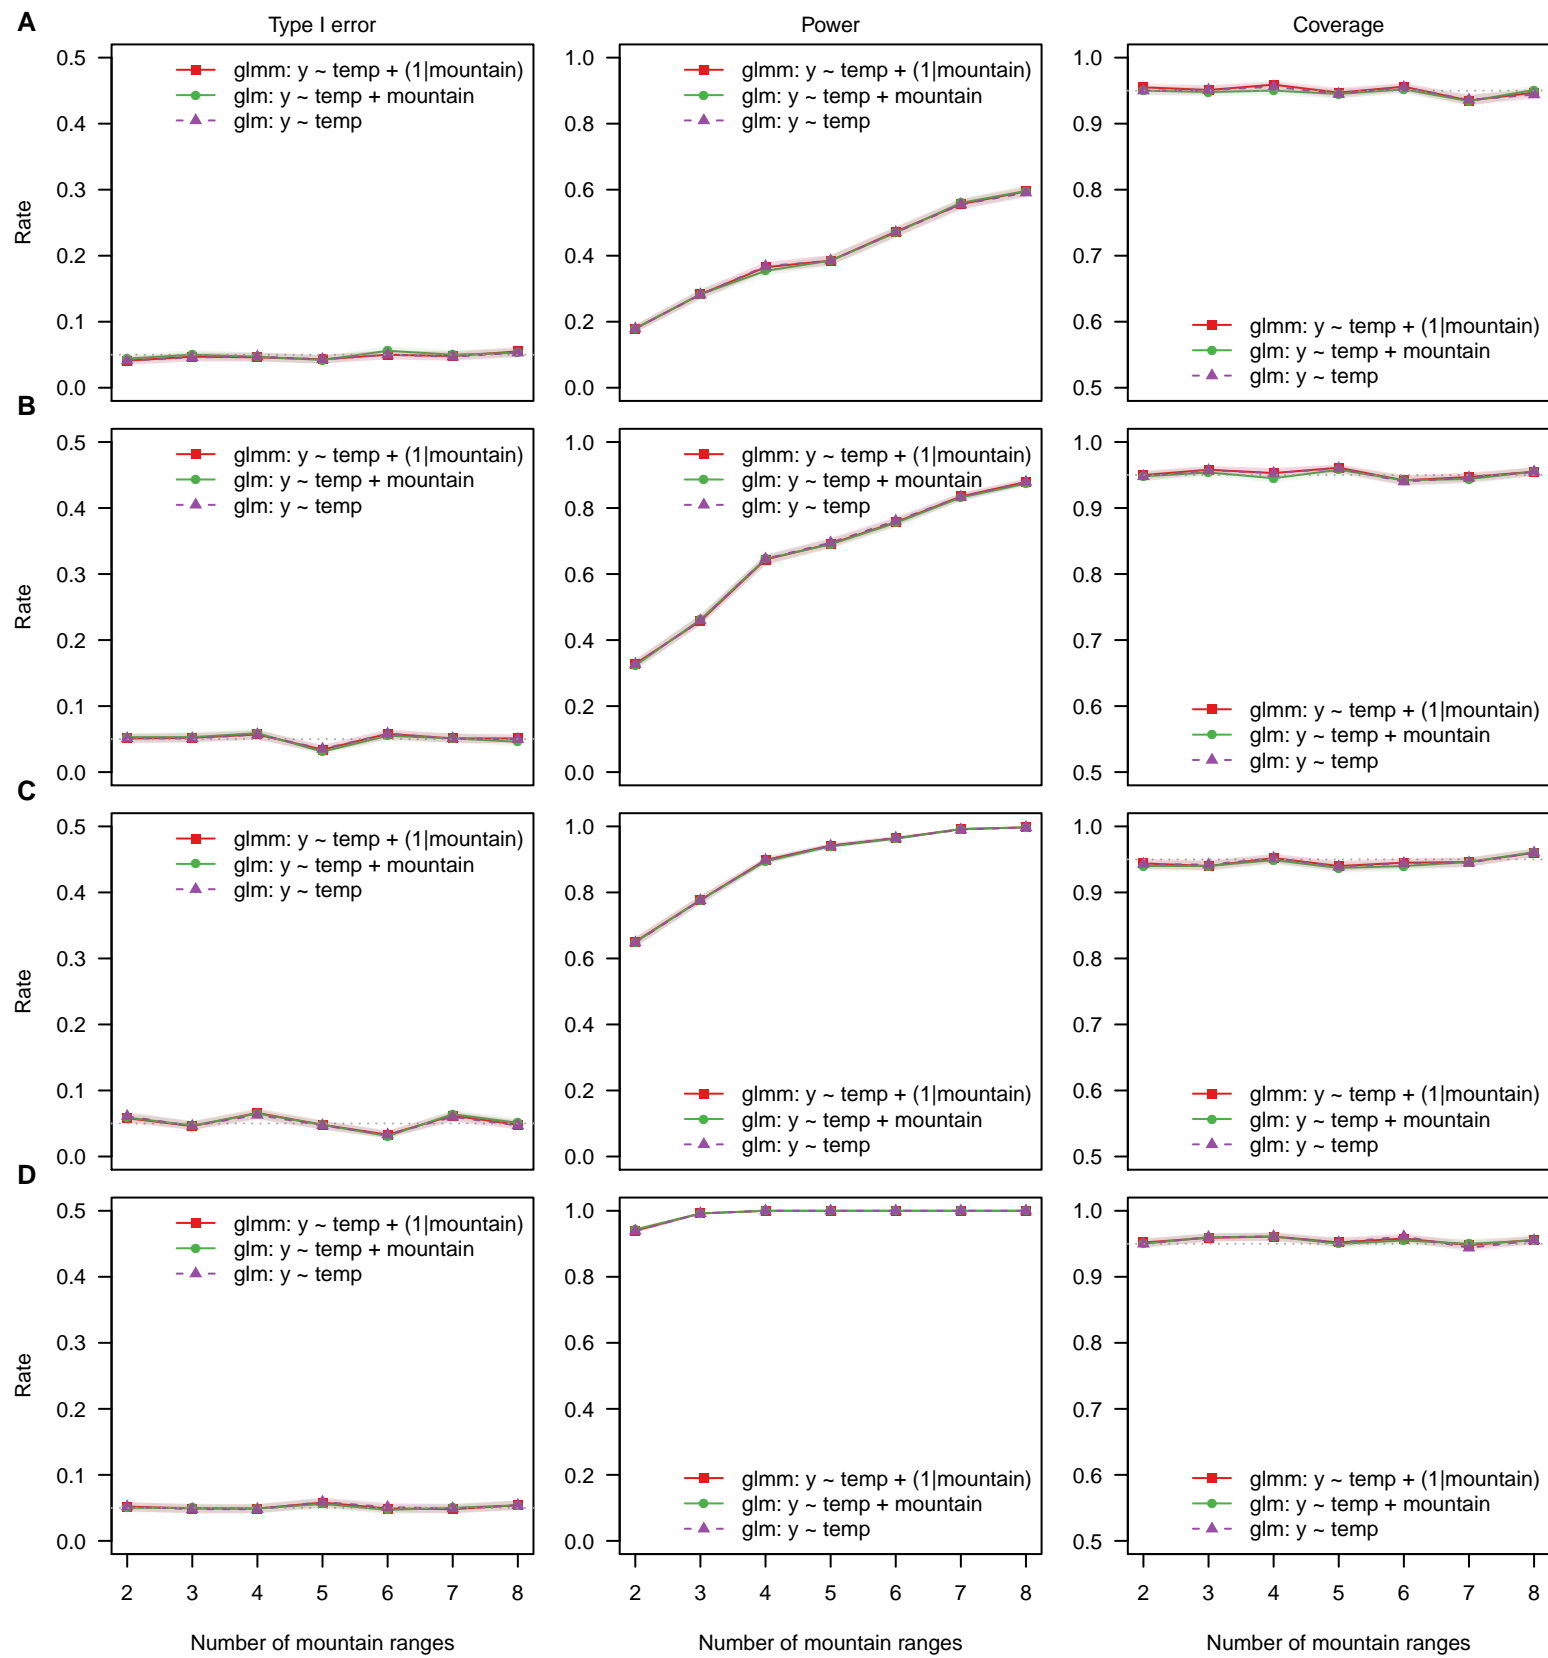 A
Type I error
Power
Coverage
Rate
0.5
0.4
0.3
0.2
0.1
0.0
glmm: y ~ temp + (1|mountain)
glm: y ~ temp + mountain
glm: y ~ temp
1.0
0.8
0.6
0.4
0.2
0.0
glmm: y ~ temp + (1|mountain)
glm: y ~ temp + mountain
glm: y ~ temp
1.0
0.9
0.8
0.7
0.6
0.5
glmm: y ~ temp + (1|mountain)
glm: y ~ temp + mountain
glm: y ~ temp
B
Rate
0.5
0.4
0.3
0.2
0.1
0.0
glmm: y ~ temp + (1|mountain)
glm: y ~ temp + mountain
glm: y ~ temp
1.0
0.8
0.6
0.4
0.2
0.0
glmm: y ~ temp + (1|mountain)
glm: y ~ temp + mountain
glm: y ~ temp
1.0
0.9
0.8
0.7
0.6
0.5
glmm: y ~ temp + (1|mountain)
glm: y ~ temp + mountain
glm: y ~ temp
C
Rate
0.5
0.4
0.3
0.2
0.1
0.0
glmm: y ~ temp + (1|mountain)
glm: y ~ temp + mountain
glm: y ~ temp
1.0
0.8
0.6
0.4
0.2
0.0
glmm: y ~ temp + (1|mountain)
glm: y ~ temp + mountain
glm: y ~ temp
1.0
0.9
0.8
0.7
0.6
0.5
glmm: y ~ temp + (1|mountain)
glm: y ~ temp + mountain
glm: y ~ temp
D
Rate
0.5
0.4
0.3
0.2
0.1
0.0
glmm: y ~ temp + (1|mountain)
glm: y ~ temp + mountain
glm: y ~ temp
2 3 4 5 6 7 8
Number of mountain ranges
1.0
0.8
0.6
0.4
0.2
0.0
glmm: y ~ temp + (1|mountain)
glm: y ~ temp + mountain
glm: y ~ temp
2 3 4 5 6 7 8
Number of mountain ranges
1.0
0.9
0.8
0.7
0.6
0.5
glmm: y ~ temp + (1|mountain)
glm: y ~ temp + mountain
glm: y ~ temp
2 3 4 5 6 7 8
Number of mountain ranges